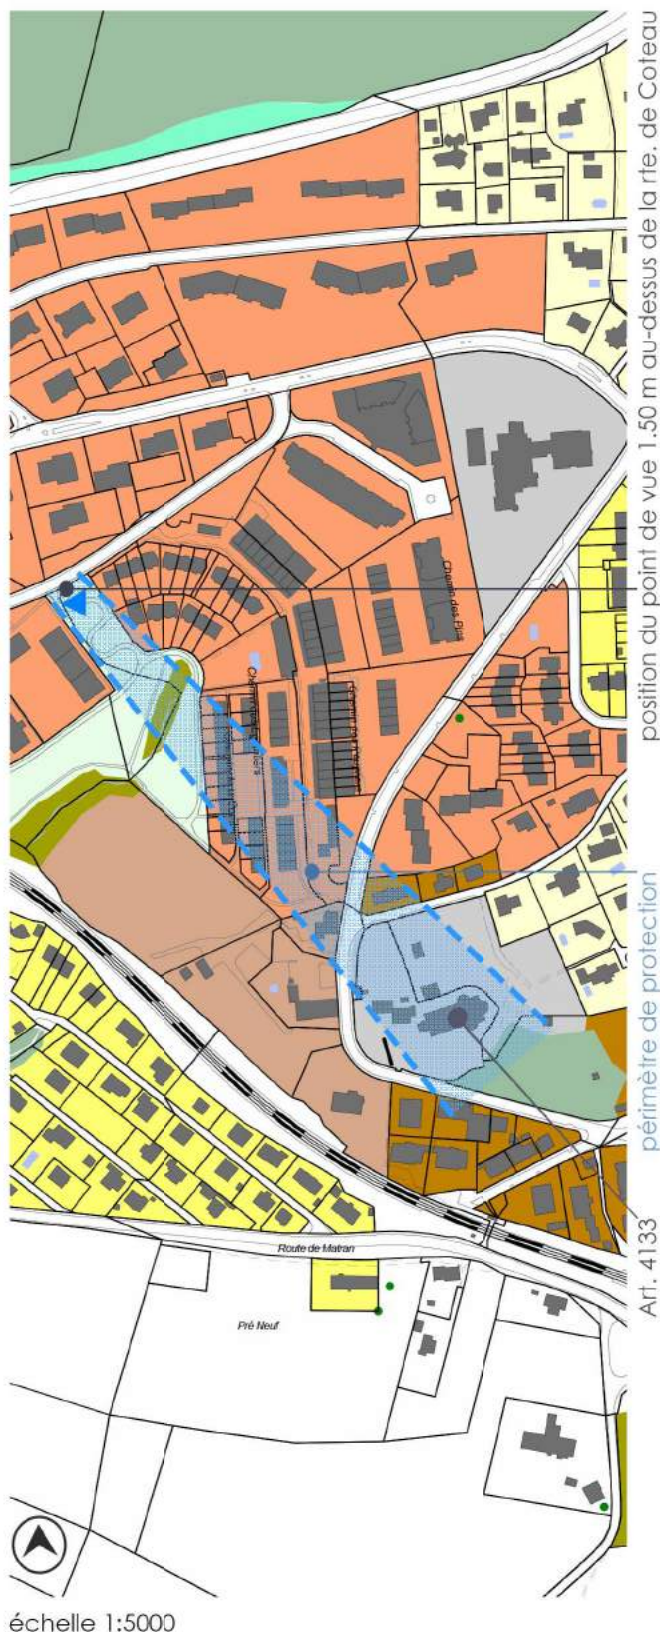 position du point de vue 1.50 m au-dessus de la rte. de Coteau
Chemin des Pins
périmètre de protection
Art. 4133
Route de Matran
Pré Neuf
échelle 1:5000